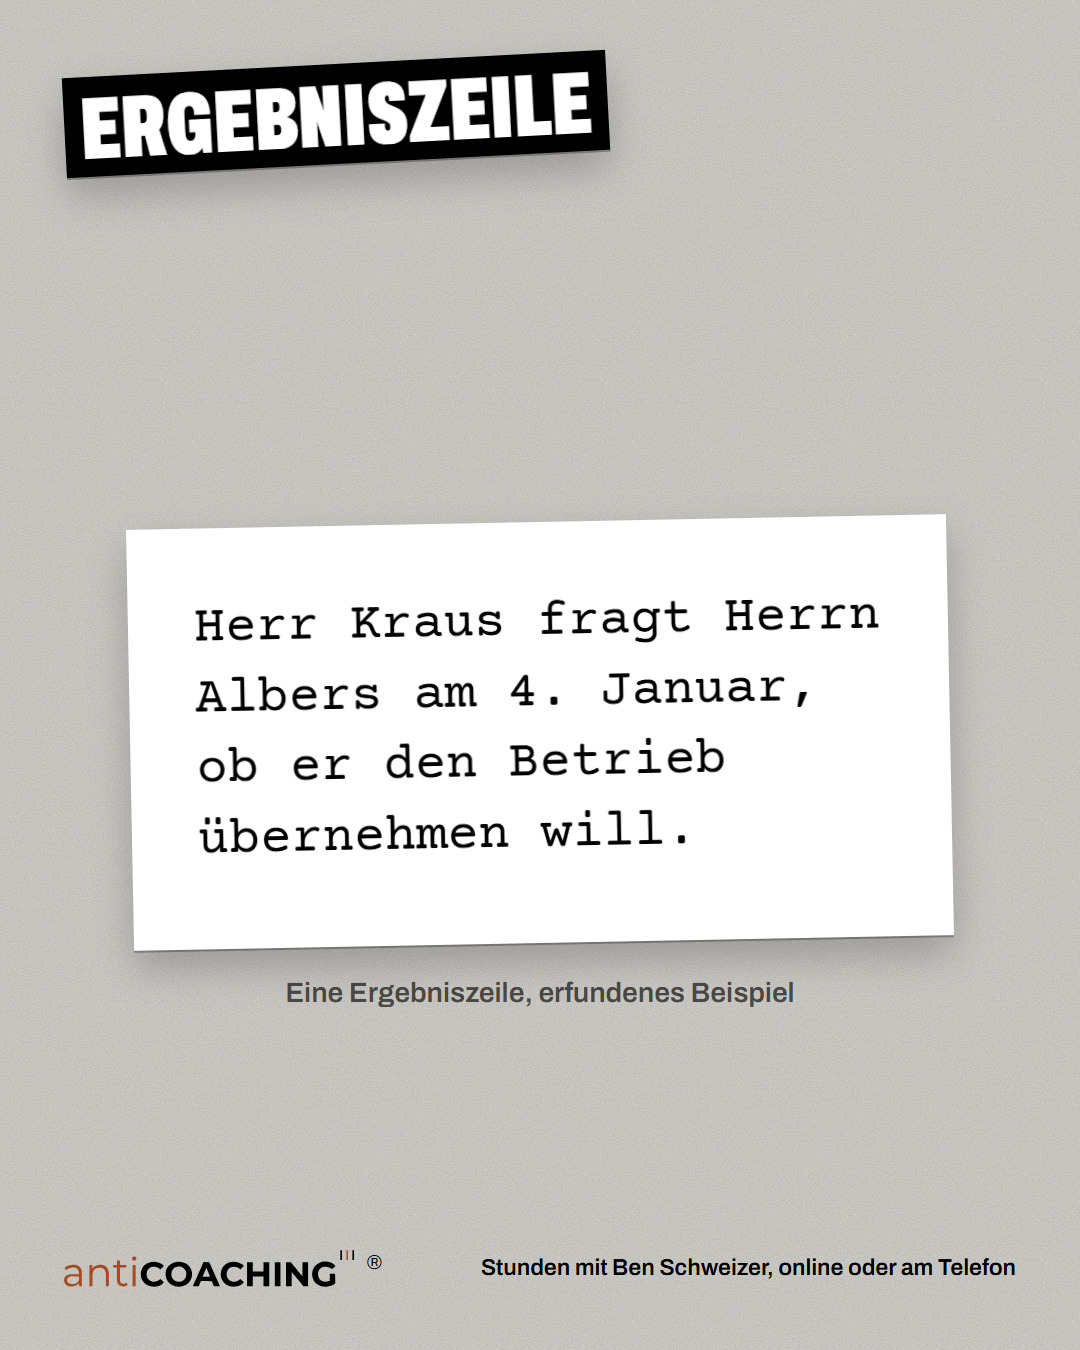 ERGEBNISZEILE
Herr Kraus fragt Herrn
Albers am 4. Januar,
ob er den Betrieb
übernehmen will.
Eine Ergebniszeile, erfundenes Beispiel
antiCOACHING ®
Stunden mit Ben Schweizer, online oder am Telefon